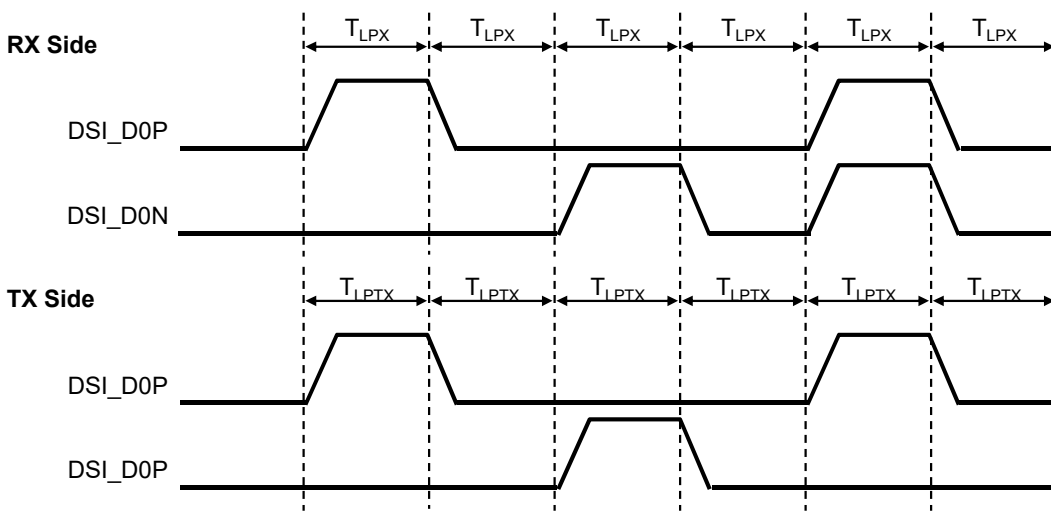 T_LPX T_LPX T_LPX T_LPX T_LPX T_LPX
RX Side
DSI_D0P
DSI_D0N
T_LPTX T_LPTX T_LPTX T_LPTX T_LPTX T_LPTX
TX Side
DSI_D0P
DSI_D0P